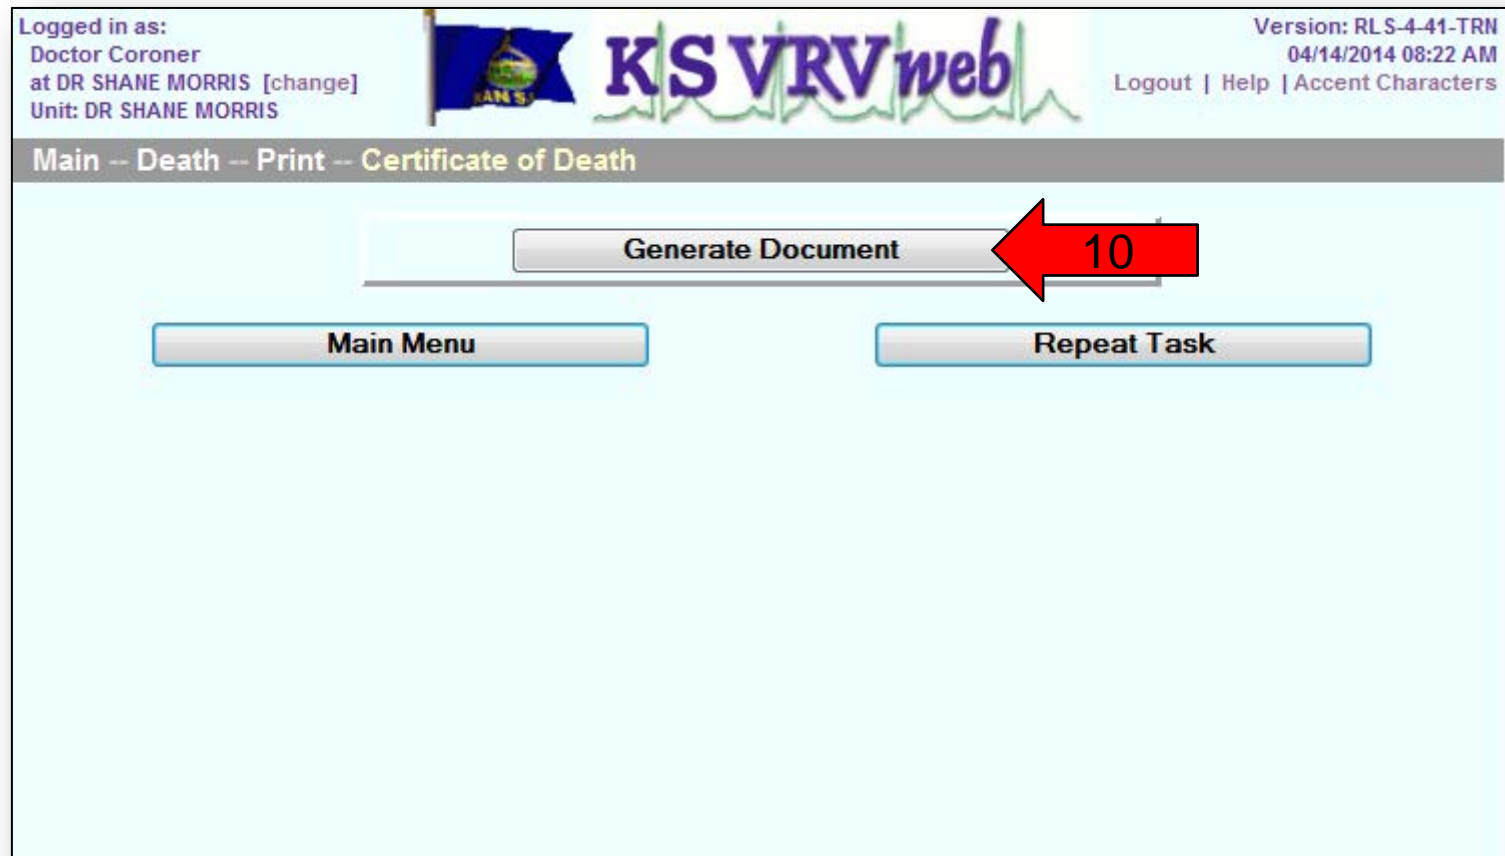 Logged in as:
Doctor Coroner
at DR SHANE MORRIS [change]
Unit: DR SHANE MORRIS
KANS
KS VRVweb
Version: RLS-4-41-TRN
04/14/2014 08:22 AM
Logout | Help | Accent Characters
Main -- Death -- Print -- Certificate of Death
Generate Document
10
Main Menu
Repeat Task